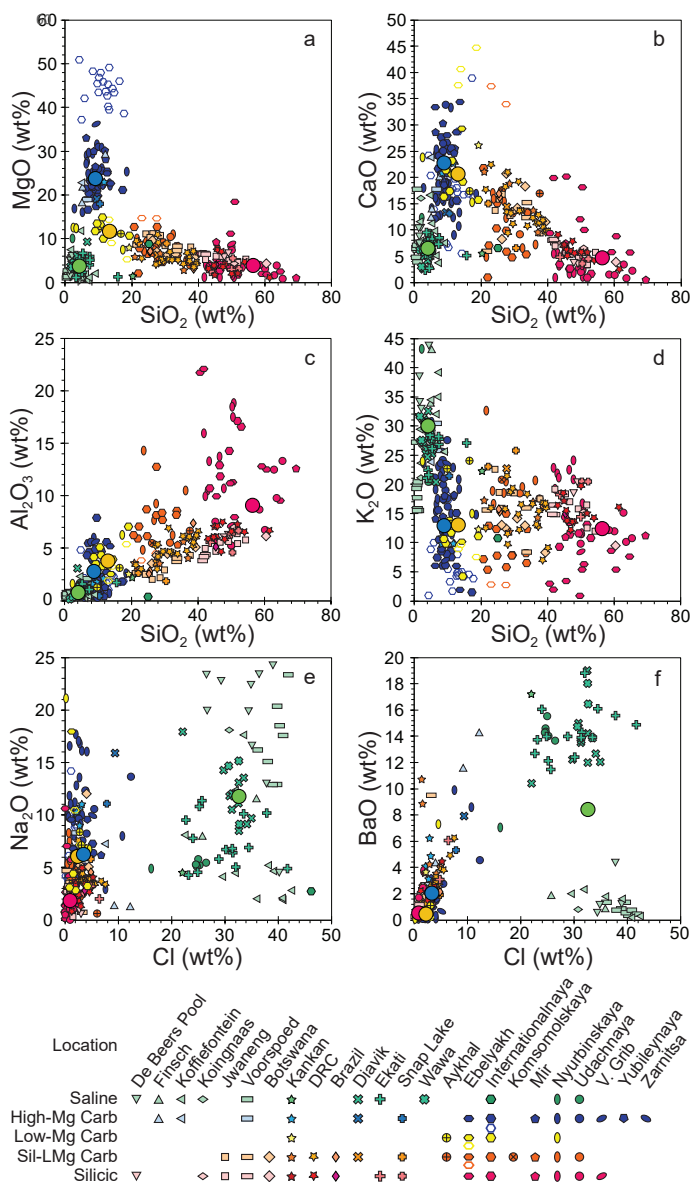 60
a
50
40
30
20
10
0
MgO (wt%)
0 20 40 60 80
SiO₂ (wt%)
b
50
45
40
35
30
25
20
15
10
5
0
CaO (wt%)
0 20 40 60 80
SiO₂ (wt%)
c
25
20
15
10
5
0
Al₂O₃ (wt%)
0 20 40 60 80
SiO₂ (wt%)
d
45
40
35
30
25
20
15
10
5
0
K₂O (wt%)
0 20 40 60 80
SiO₂ (wt%)
e
25
20
15
10
5
0
Na₂O (wt%)
0 10 20 30 40 50
Cl (wt%)
f
20
18
16
14
12
10
8
6
4
2
0
BaO (wt%)
0 10 20 30 40 50
Cl (wt%)
Location
De Beers Pool
Finsch
Koffiefontein
Koingnaas
Jwaneng
Voorspoed
Botswana
Kankan
DRC
Brazil
Diavik
Ekati
Snap Lake
Wawa
Aykhal
Ebelyakh
Internationalnaya
Komsomolskaya
Mir
Nyurbinskaya
Udachnaya
V. Grib
Yubileynaya
Zarnitsa
Saline
High-Mg Carb
Low-Mg Carb
Sil-LMg Carb
Silicic